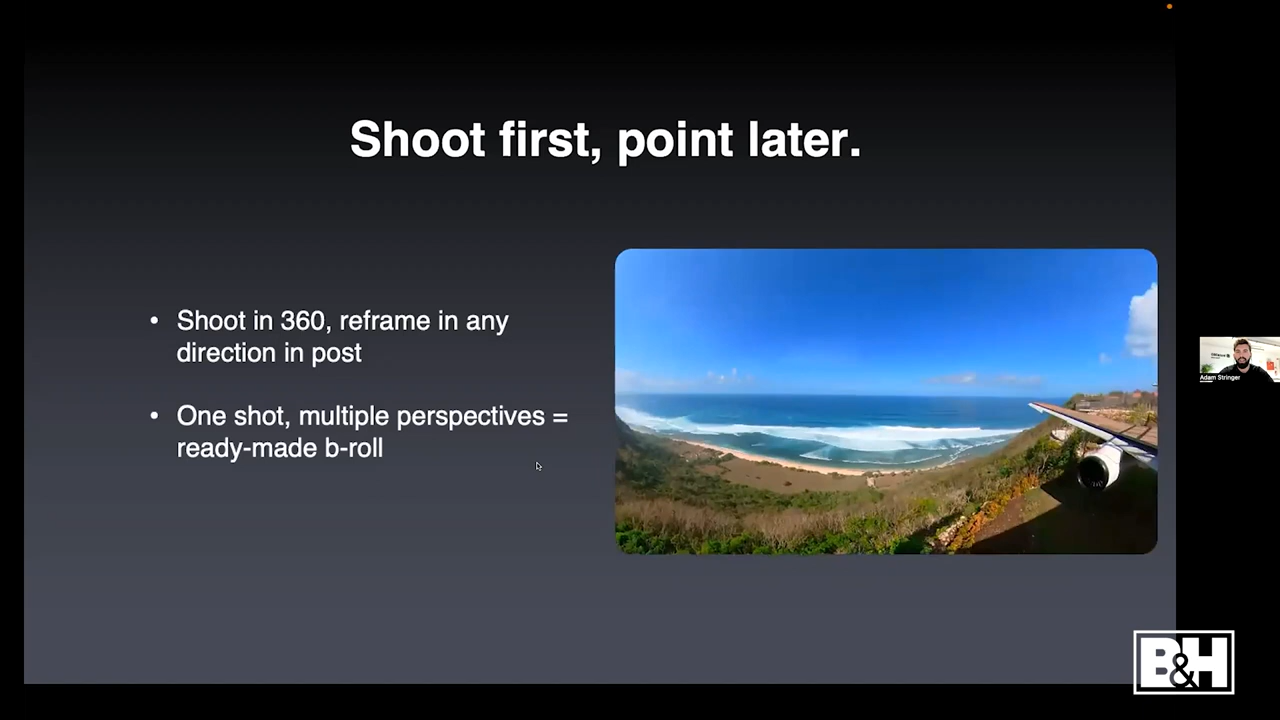 Shoot first, point later.
• Shoot in 360, reframe in any
direction in post
• One shot, multiple perspectives =
ready-made b-roll
Adam Stringer
B&H